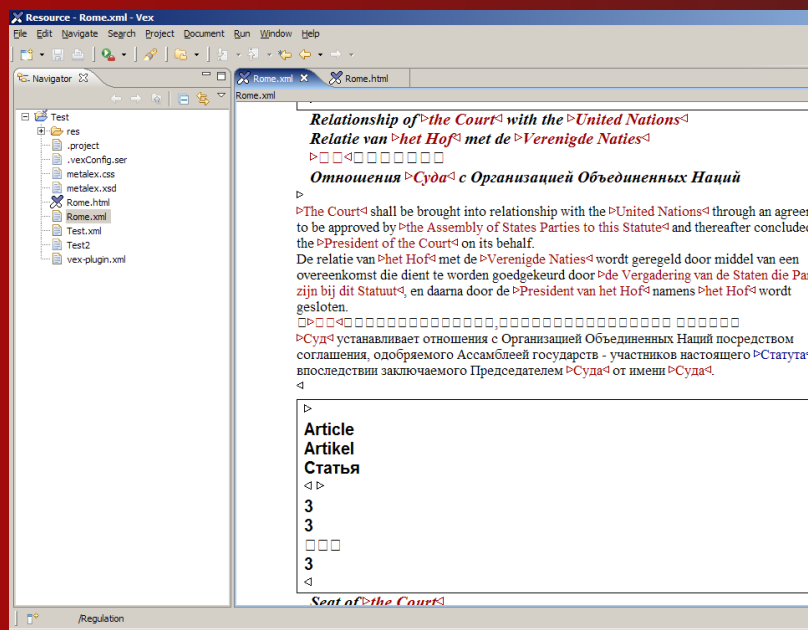 Resource - Rome.xml - Vex
File Edit Navigate Search Project Document Run Window Help
Navigator
Rome.xml Rome.html
Rome.xml
Test
res
.project
.vexConfig.ser
metalex.css
metalex.xsd
Rome.html
Rome.xml
Test.xml
Test2
vex-plugin.xml
Relationship of the Court with the United Nations
Relatie van het Hof met de Verenigde Naties
Отношения Суда с Организацией Объединенных Наций
The Court shall be brought into relationship with the United Nations through an agreer
to be approved by the Assembly of States Parties to this Statute and thereafter concluded
the President of the Court on its behalf.
De relatie van het Hof met de Verenigde Naties wordt geregeld door middel van een
overeenkomst die dient te worden goedgekeurd door de Vergadering van de Staten die Par
zijn bij dit Statuut, en daarna door de President van het Hof namens het Hof wordt
gesloten.
Суд устанавливает отношения с Организацией Объединенных Наций посредством
соглашения, одобряемого Ассамблеей государств - участников настоящего Статута
впоследствии заключаемого Председателем Суда от имени Суда.
Article
Artikel
Статья
3
3
3
Seat of the Court
/Regulation